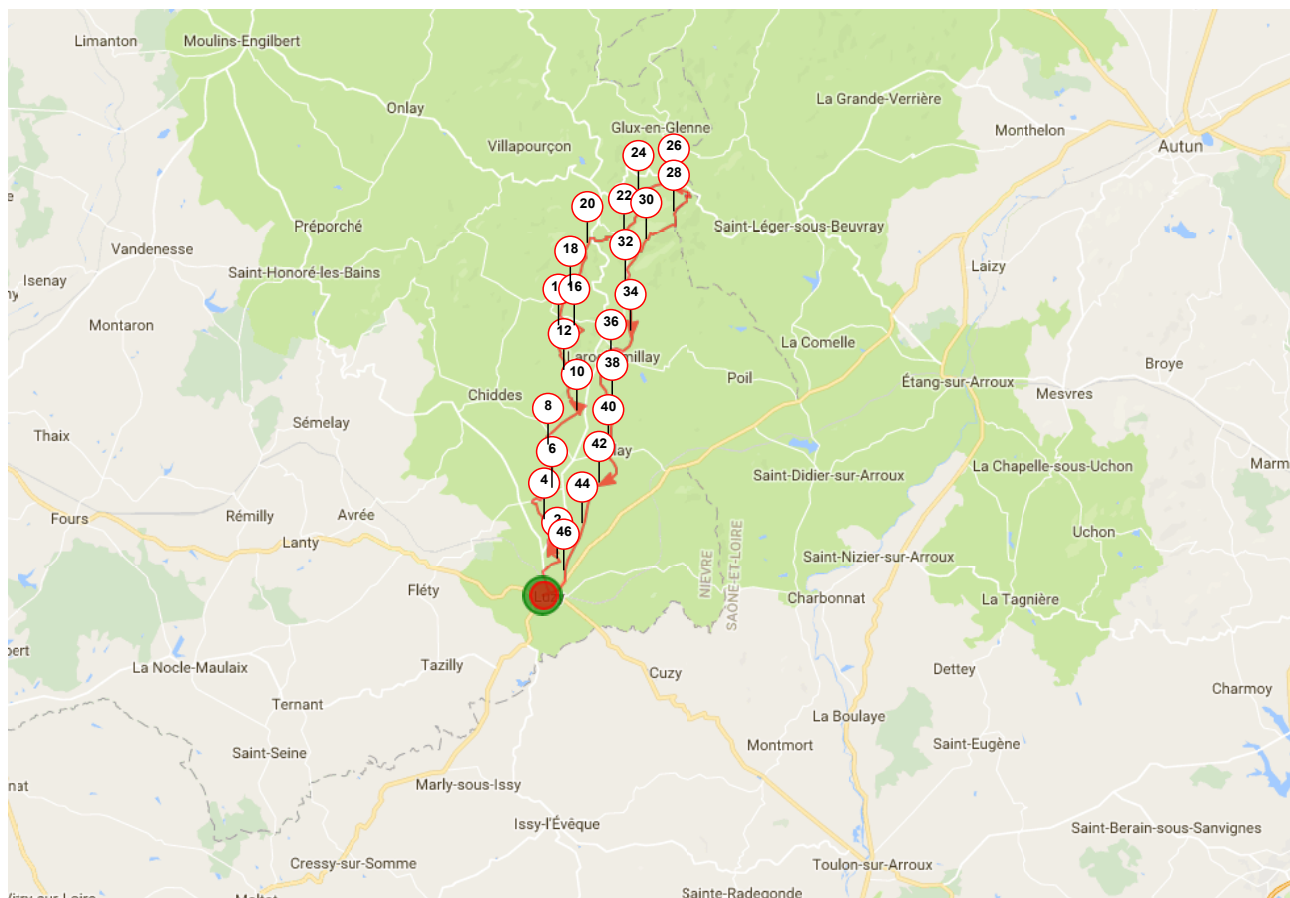 Limanton
Moulins-Engilbert
Onlay
La Grande-Verrière
Glux-en-Glenne
Monthelon
Villapourçon
Autun
26
24
28
22
30
20
Préporché
Saint-Léger-sous-Beuvray
Vandenesse
32
18
Saint-Honoré-les-Bains
Laizy
Isenay
16
34
Montaron
36
12
La Comelle
38
Broye
10
Poil
Étang-sur-Arroux
Chiddes
Mesvres
8
40
Sémelay
Thaix
42
6
La Chapelle-sous-Uchon
Saint-Didier-sur-Arroux
4
44
Fours
Rémilly
Avrée
2
46
Uchon
Lanty
Saint-Nizier-sur-Arroux
NIEVRE
SAÔNE-ET-LOIRE
Fléty
Charbonnat
La Tagnière
La Nocle-Maulaix
Tazilly
Cuzy
Dettey
Charmoy
Ternant
La Boulaye
Saint-Seine
Montmort
Saint-Eugène
Marly-sous-Issy
Issy-l'Évêque
Saint-Berain-sous-Sanvignes
Cressy-sur-Somme
Toulon-sur-Arroux
Sainte-Radegonde